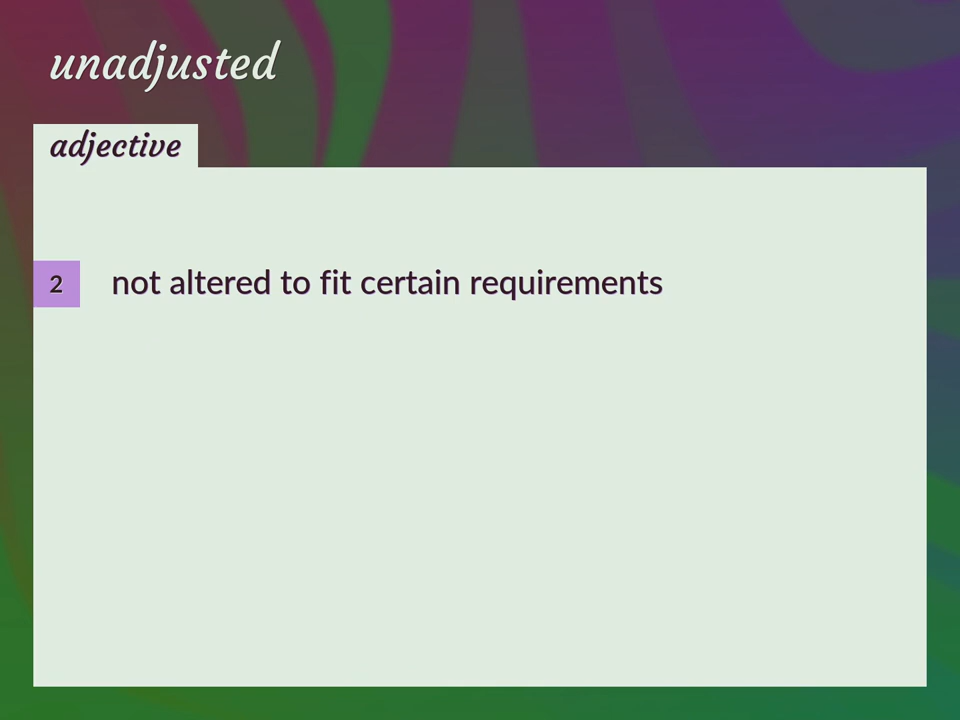 unadjusted
adjective
2 not altered to fit certain requirements